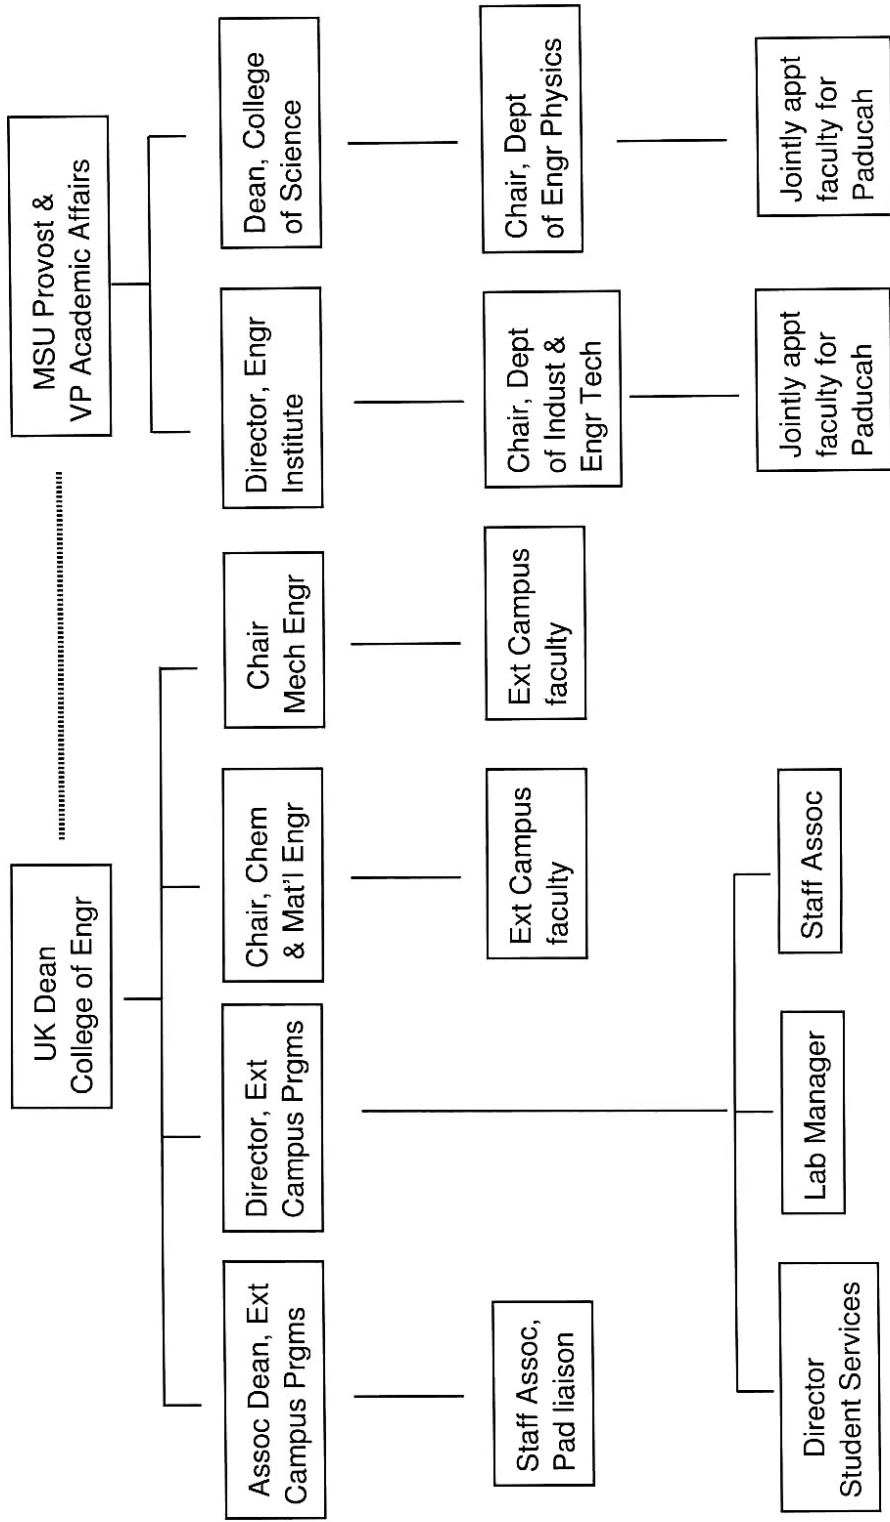 UK Dean
College of Engr
MSU Provost &
VP Academic Affairs
Assoc Dean, Ext
Campus Prgms
Director, Ext
Campus Prgms
Chair, Chem
& Mat'l Engr
Chair
Mech Engr
Director, Engr
Institute
Dean, College
of Science
Staff Assoc,
Pad liaison
Ext Campus
faculty
Ext Campus
faculty
Chair, Dept
of Indust &
Engr Tech
Chair, Dept
of Engr Physics
Director
Student Services
Lab Manager
Staff Assoc
Jointly appt
faculty for
Paducah
Jointly appt
faculty for
Paducah